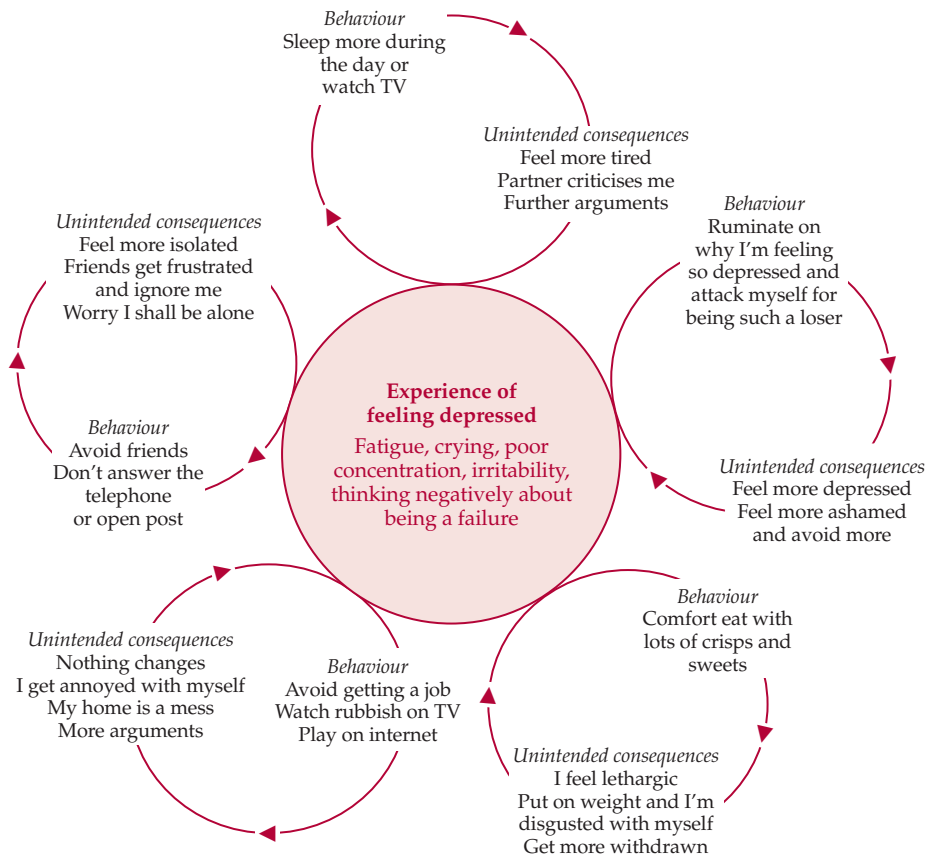 Behaviour
Sleep more during
the day or
watch TV
Unintended consequences
Feel more tired
Partner criticises me
Further arguments
Behaviour
Ruminate on
why I'm feeling
so depressed and
attack myself for
being such a loser
Unintended consequences
Feel more depressed
Feel more ashamed
and avoid more
Behaviour
Comfort eat with
lots of crisps and
sweets
Unintended consequences
I feel lethargic
Put on weight and I'm
disgusted with myself
Get more withdrawn
Behaviour
Avoid getting a job
Watch rubbish on TV
Play on internet
Unintended consequences
Nothing changes
I get annoyed with myself
My home is a mess
More arguments
Behaviour
Avoid friends
Don't answer the
telephone
or open post
Unintended consequences
Feel more isolated
Friends get frustrated
and ignore me
Worry I shall be alone
Experience of
feeling depressed
Fatigue, crying, poor
concentration, irritability,
thinking negatively about
being a failure